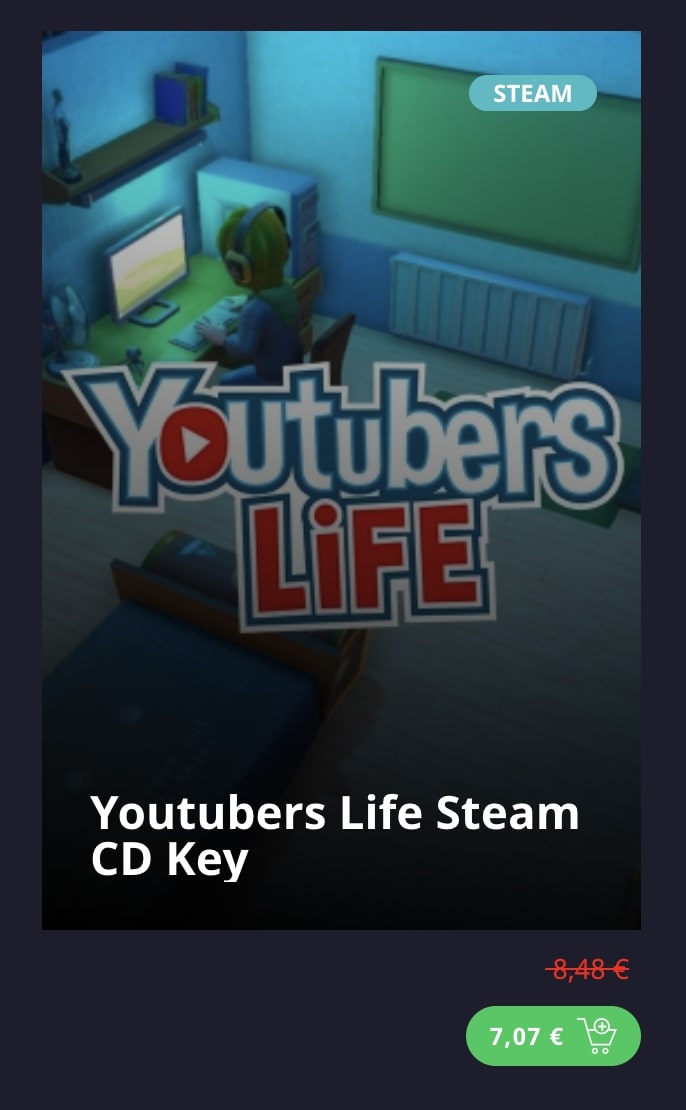 STEAM
Youtubers
LiFE
Youtubers Life Steam
CD Key
8,48 €
7,07 €